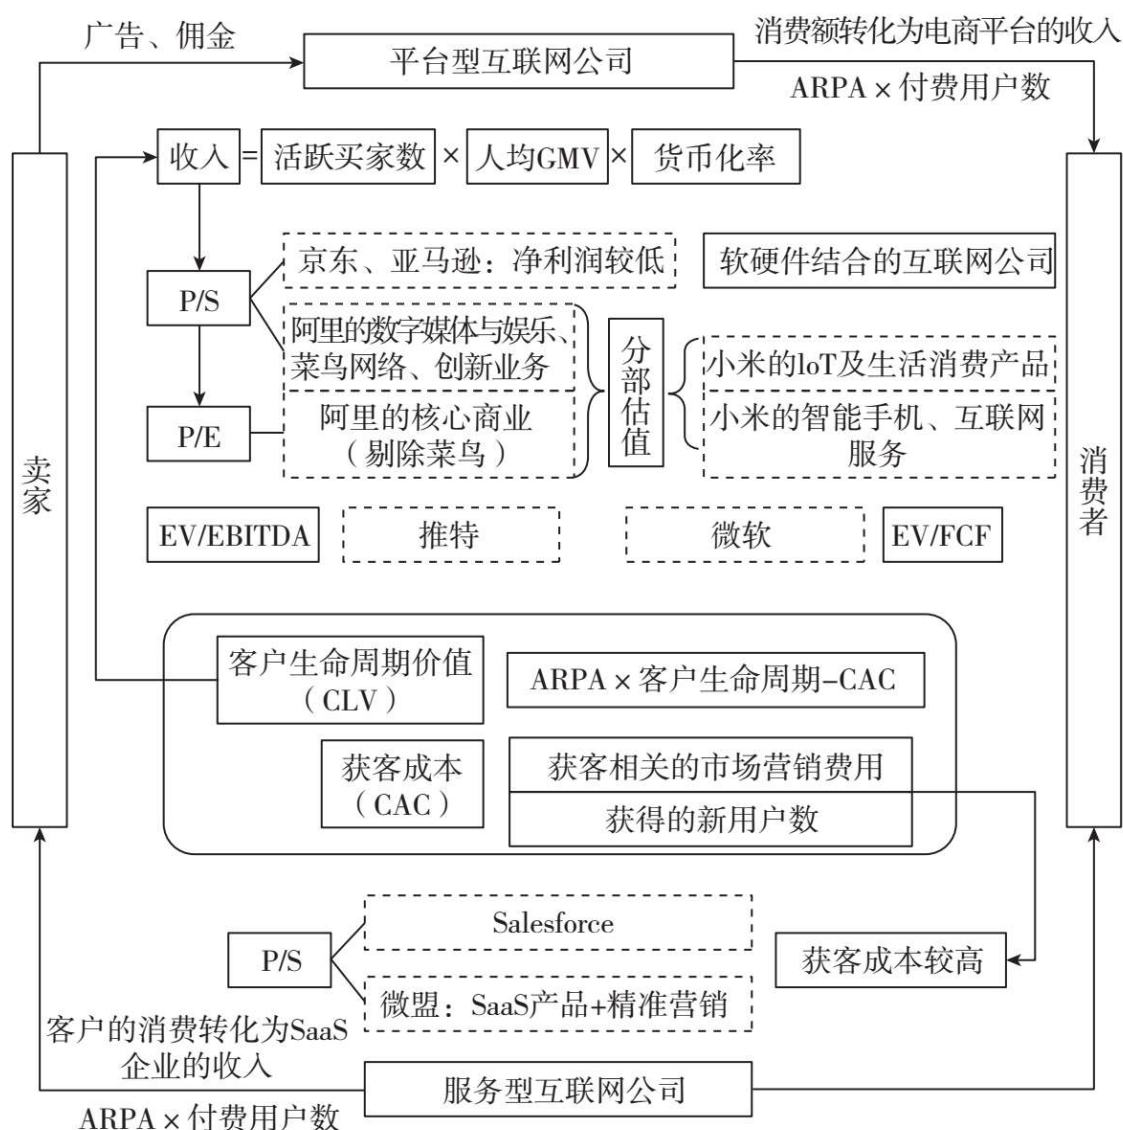 广告、佣金
平台型互联网公司
消费额转化为电商平台的收入
ARPA×付费用户数
收入=活跃买家数×人均GMV×货币化率
京东、亚马逊：净利润较低
软硬件结合的互联网公司
P/S
阿里的数字媒体与娱乐、
菜鸟网络、创新业务
分部估值
小米的loT及生活消费产品
P/E
阿里的核心商业
（剔除菜鸟）
小米的智能手机、互联网
服务
卖家
消费者
EV/EBITDA
推特
微软
EV/FCF
客户生命周期价值
（CLV）
ARPA×客户生命周期-CAC
获客成本
（CAC）
获客相关的市场营销费用
获得的新用户数
P/S
Salesforce
微盟：SaaS产品+精准营销
获客成本较高
客户的消费转化为SaaS
企业的收入
ARPA×付费用户数
服务型互联网公司